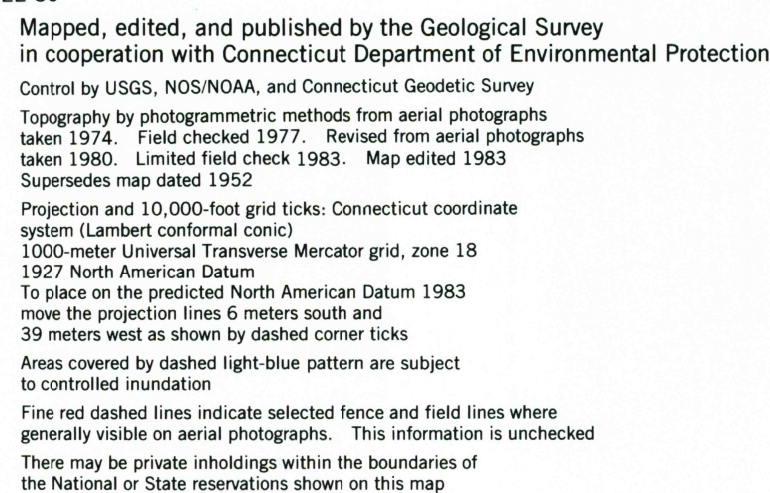 Mapped, edited, and published by the Geological Survey
in cooperation with Connecticut Department of Environmental Protection
Control by USGS, NOS/NOAA, and Connecticut Geodetic Survey
Topography by photogrammetric methods from aerial photographs
taken 1974. Field checked 1977. Revised from aerial photographs
taken 1980. Limited field check 1983. Map edited 1983
Supersedes map dated 1952
Projection and 10,000-foot grid ticks: Connecticut coordinate
system (Lambert conformal conic)
1000-meter Universal Transverse Mercator grid, zone 18
1927 North American Datum
To place on the predicted North American Datum 1983
move the projection lines 6 meters south and
39 meters west as shown by dashed corner ticks
Areas covered by dashed light-blue pattern are subject
to controlled inundation
Fine red dashed lines indicate selected fence and field lines where
generally visible on aerial photographs. This information is unchecked
There may be private inholdings within the boundaries of
the National or State reservations shown on this map